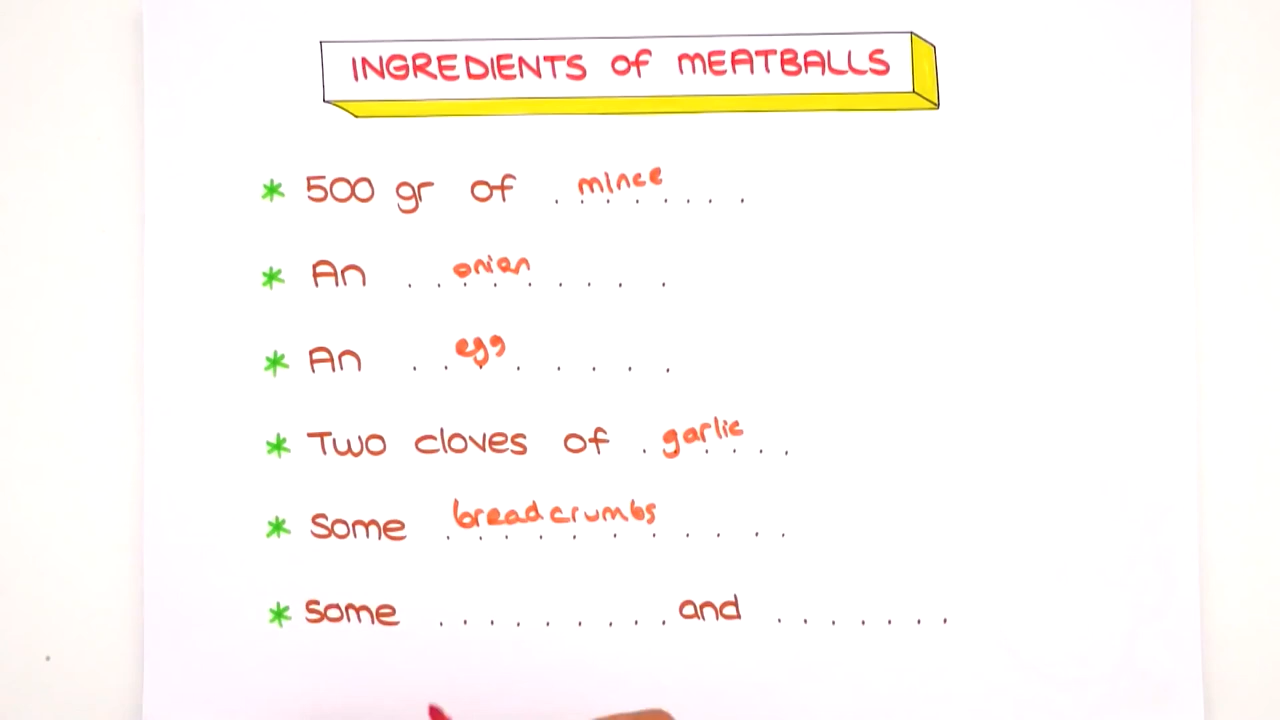 INGREDIENTS of MEATBALLS
* 500 gr of . mince . . . . . .
* An . . onion . . . . . .
* An . . egg . . . . .
* Two cloves of . garlic . . . .
* Some breadcrumbs . . . . . . . . . .
* Some . . . . . . . . . and . . . . . . .